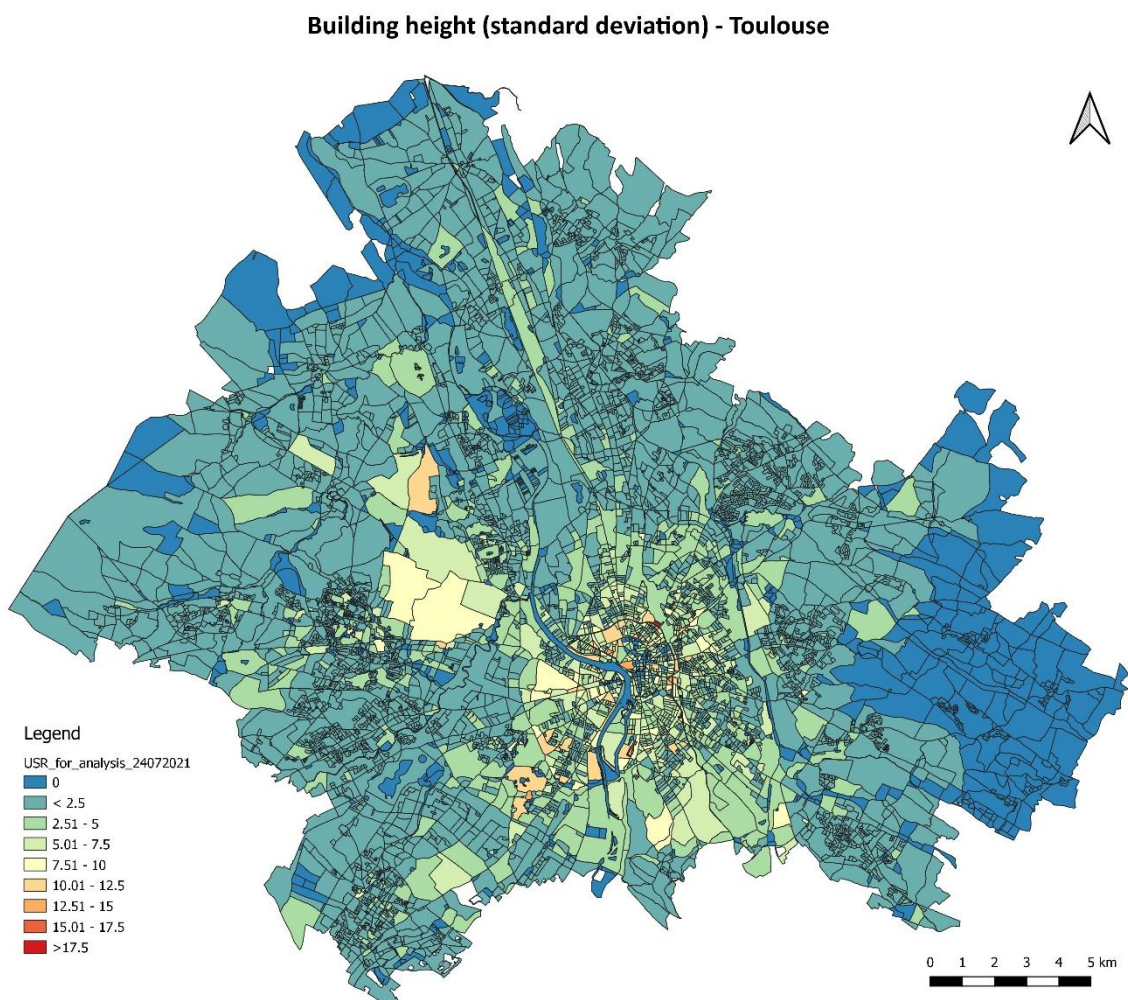 Building height (standard deviation) - Toulouse
Legend
USR_for_analysis_24072021
0
< 2.5
2.51 - 5
5.01 - 7.5
7.51 - 10
10.01 - 12.5
12.51 - 15
15.01 - 17.5
>17.5
0 1 2 3 4 5 km